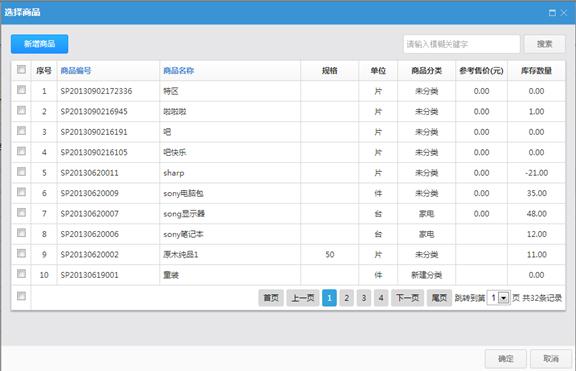 选择商品
新增商品 请输入模糊关键字 搜索
序号 商品编号 商品名称 规格 单位 商品分类 参考售价(元) 库存数量
1 SP20130902172336 特区 片 未分类 0.00 0.00
2 SP2013090216945 啦啦啦 片 未分类 0.00 1.00
3 SP2013090216191 吧 片 未分类 0.00 0.00
4 SP2013090216105 吧快乐 片 未分类 0.00 0.00
5 SP20130620011 sharp 片 未分类 0.00 -21.00
6 SP20130620009 sony电脑包 件 未分类 0.00 35.00
7 SP20130620007 song显示器 台 家电 0.00 48.00
8 SP20130620006 sony笔记本 台 家电 12.00
9 SP20130620002 原木纯品1 50 片 未分类 11.00
10 SP20130619001 童装 件 新建分类 0.00
首页 上一页 1 2 3 4 下一页 尾页 跳转到第 1 页 共32条记录
确定 取消